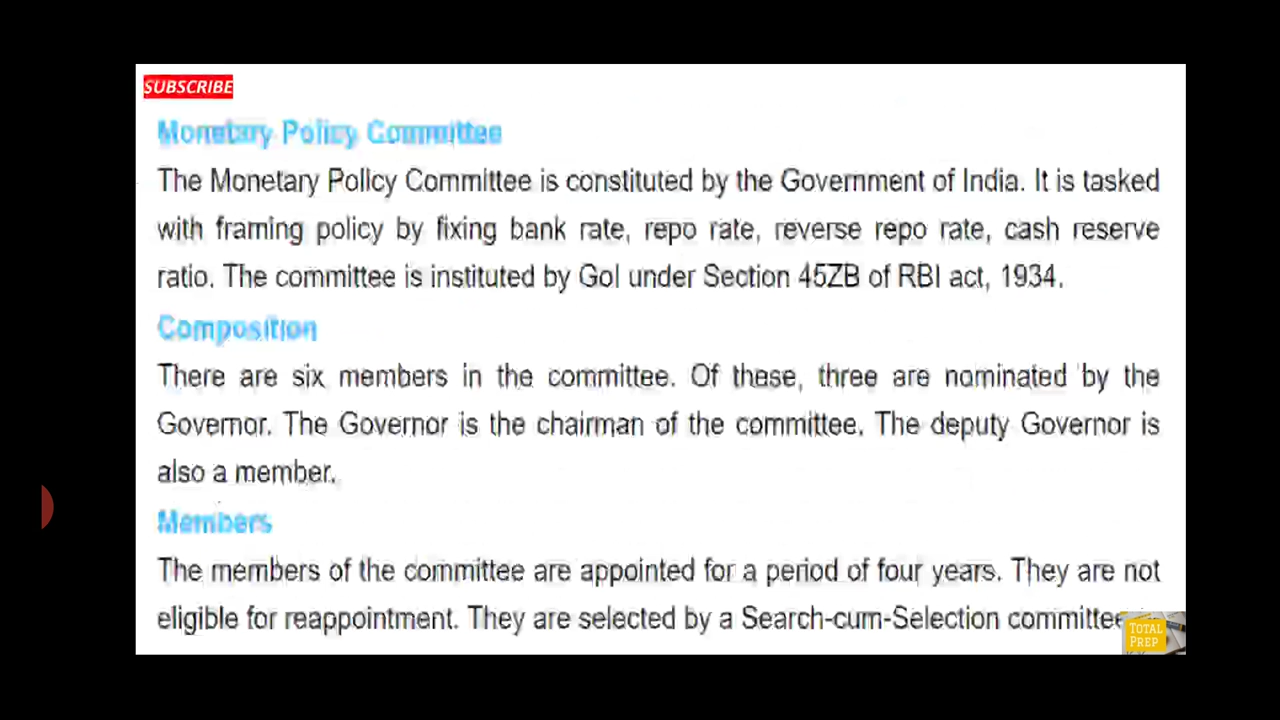 SUBSCRIBE
Monetary Policy Committee
The Monetary Policy Committee is constituted by the Government of India. It is tasked
with framing policy by fixing bank rate, repo rate, reverse repo rate, cash reserve
ratio. The committee is instituted by GoI under Section 45ZB of RBI act, 1934.
Composition
There are six members in the committee. Of these, three are nominated by the
Governor. The Governor is the chairman of the committee. The deputy Governor is
also a member.
Members
The members of the committee are appointed for a period of four years. They are not
eligible for reappointment. They are selected by a Search-cum-Selection committee
TOTAL
PREP